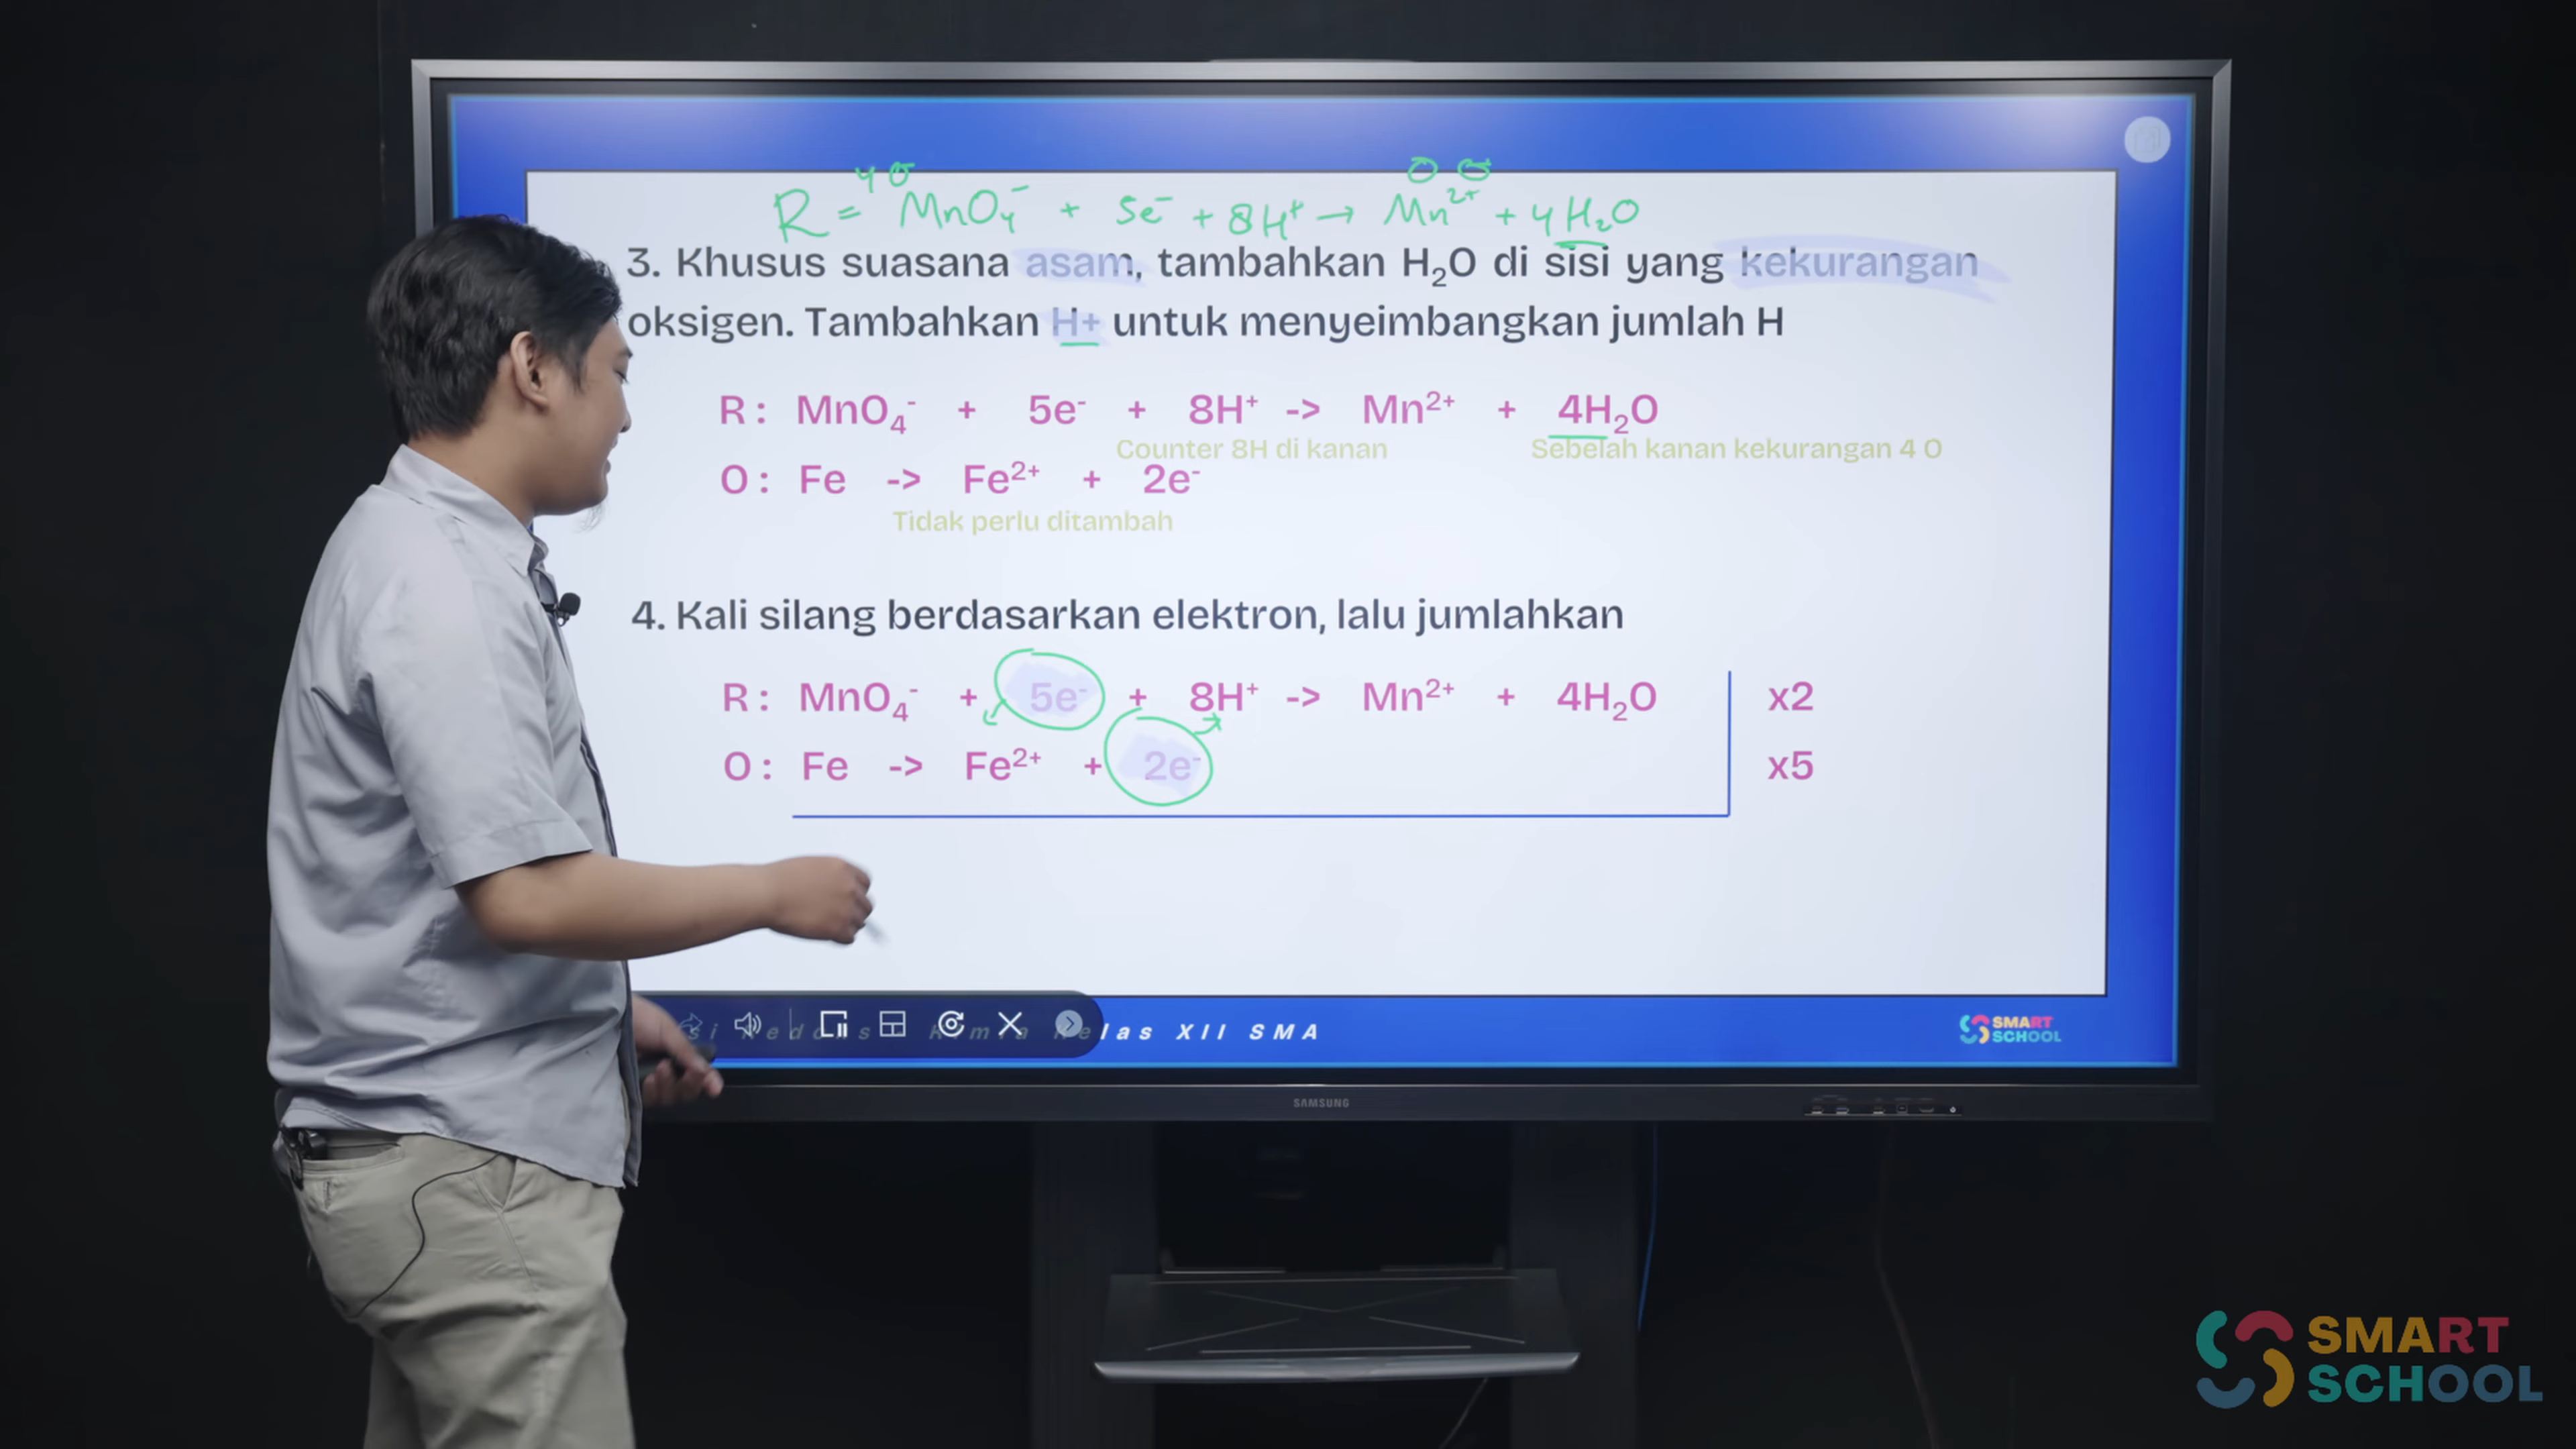 4 O
O O
R = MnO₄⁻ + 5e⁻ + 8H⁺ → Mn²⁺ + 4H₂O
3. Khusus suasana asam, tambahkan H₂O di sisi yang kekurangan
oksigen. Tambahkan H+ untuk menyeimbangkan jumlah H
R : MnO₄⁻ + 5e⁻ + 8H⁺ -> Mn²⁺ + 4H₂O
Counter 8H di kanan
Sebelah kanan kekurangan 4 O
O : Fe -> Fe²⁺ + 2e⁻
Tidak perlu ditambah
4. Kali silang berdasarkan elektron, lalu jumlahkan
R : MnO₄⁻ + 5e⁻ + 8H⁺ -> Mn²⁺ + 4H₂O x2
O : Fe -> Fe²⁺ + 2e⁻ x5
XII SMA
SMART
SCHOOL
SAMSUNG
SMART
SCHOOL